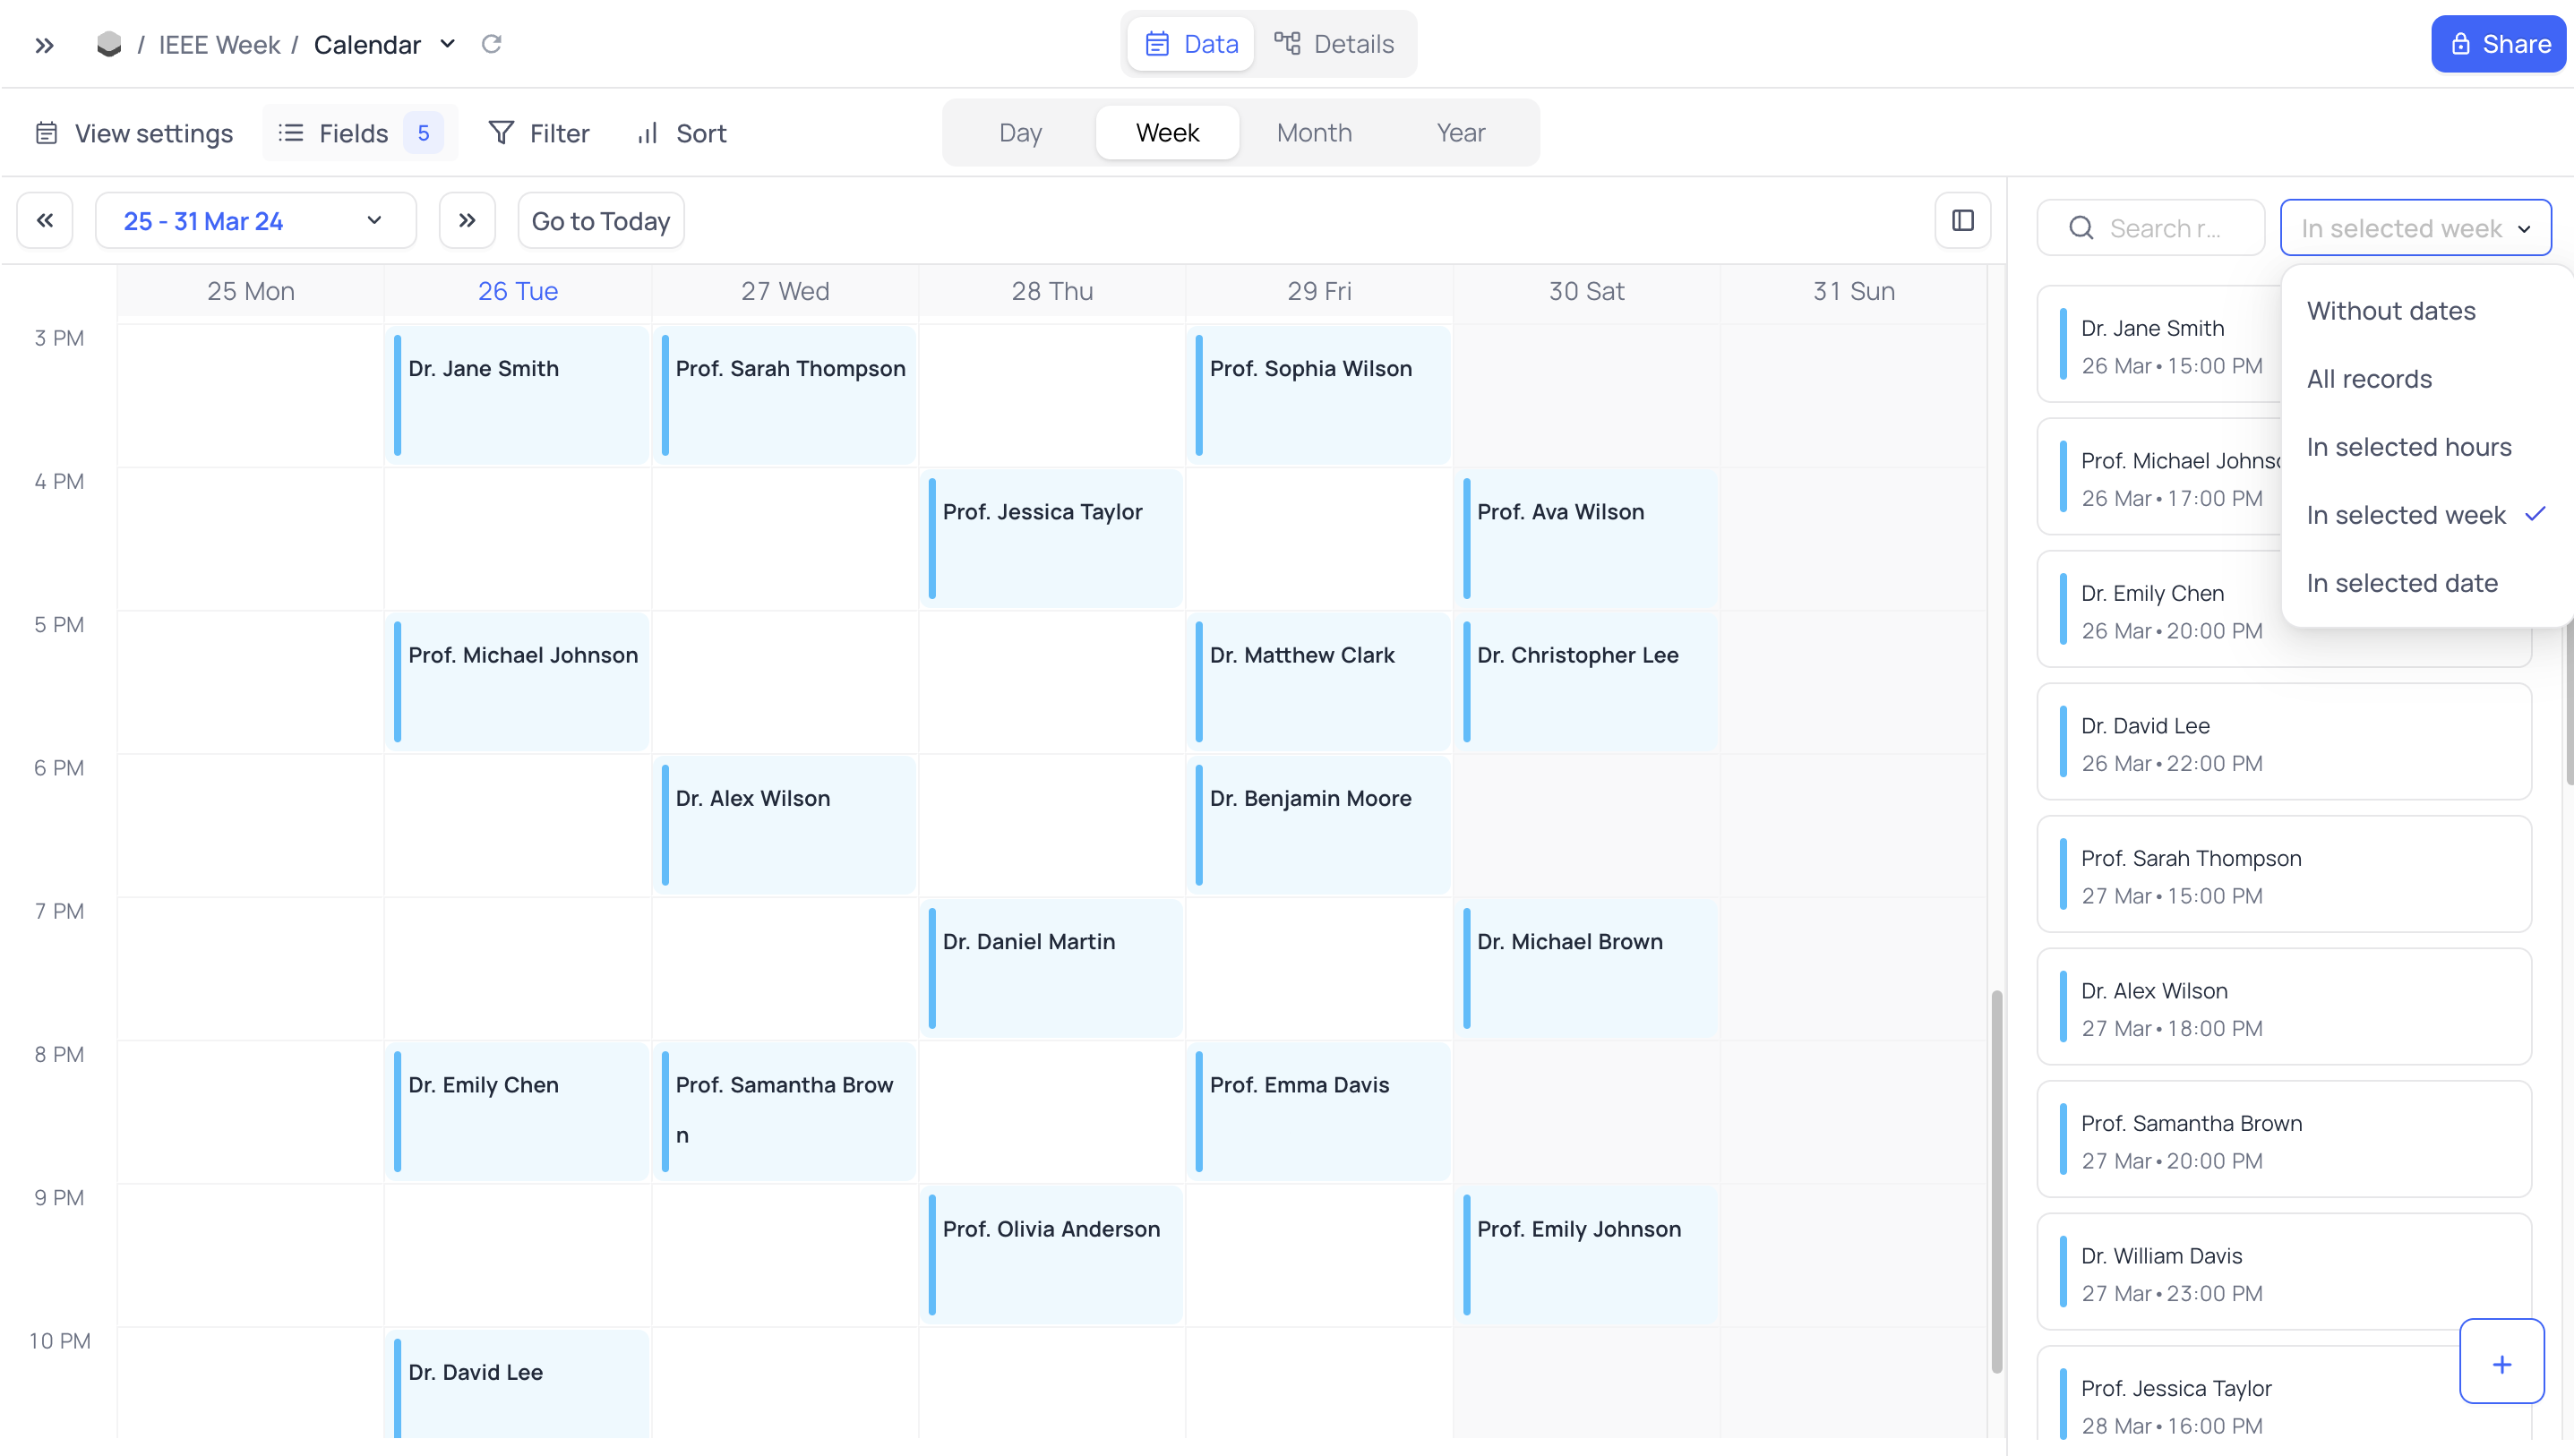 / IEEE Week / Calendar
Data
Details
Share
View settings
Fields 5
Filter
Sort
Day
Week
Month
Year
25 - 31 Mar 24
Go to Today
Search r...
In selected week
Without dates
All records
In selected hours
In selected week
In selected date
25 Mon
26 Tue
27 Wed
28 Thu
29 Fri
30 Sat
31 Sun
3 PM
Dr. Jane Smith
Prof. Sarah Thompson
Prof. Sophia Wilson
4 PM
Prof. Jessica Taylor
Prof. Ava Wilson
5 PM
Prof. Michael Johnson
Dr. Matthew Clark
Dr. Christopher Lee
6 PM
Dr. Alex Wilson
Dr. Benjamin Moore
7 PM
Dr. Daniel Martin
Dr. Michael Brown
8 PM
Dr. Emily Chen
Prof. Samantha Brow
n
Prof. Emma Davis
9 PM
Prof. Olivia Anderson
Prof. Emily Johnson
10 PM
Dr. David Lee
Dr. Jane Smith
26 Mar • 15:00 PM
Prof. Michael Johnso
26 Mar • 17:00 PM
Dr. Emily Chen
26 Mar • 20:00 PM
Dr. David Lee
26 Mar • 22:00 PM
Prof. Sarah Thompson
27 Mar • 15:00 PM
Dr. Alex Wilson
27 Mar • 18:00 PM
Prof. Samantha Brown
27 Mar • 20:00 PM
Dr. William Davis
27 Mar • 23:00 PM
Prof. Jessica Taylor
28 Mar • 16:00 PM